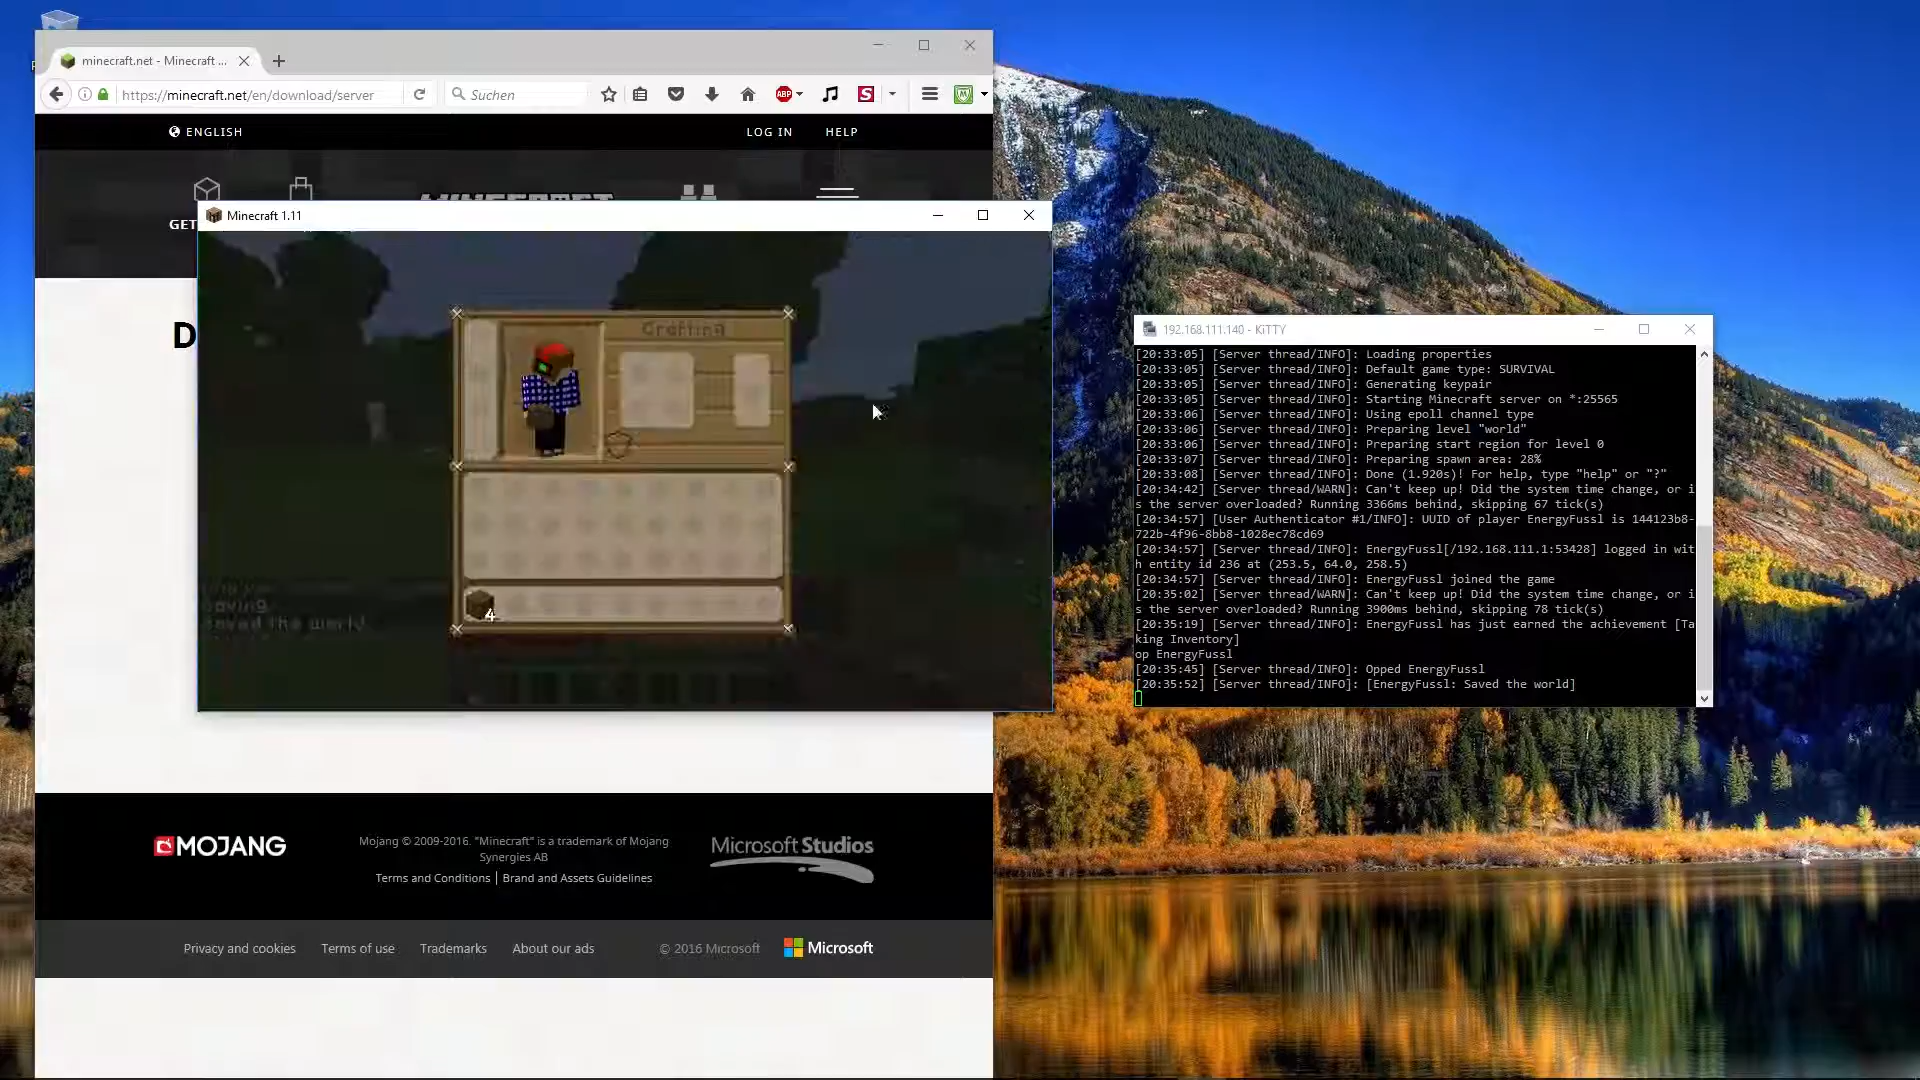 minecraft.net - Minecraft ...
https://minecraft.net/en/download/server
Suchen
ABP
S
ENGLISH
LOG IN
HELP
GET
Minecraft 1.11
D
Crafting
saved the world
4
192.168.111.140 - KiTTY
[20:33:05] [Server thread/INFO]: Loading properties
[20:33:05] [Server thread/INFO]: Default game type: SURVIVAL
[20:33:05] [Server thread/INFO]: Generating keypair
[20:33:05] [Server thread/INFO]: Starting Minecraft server on *:25565
[20:33:06] [Server thread/INFO]: Using epoll channel type
[20:33:06] [Server thread/INFO]: Preparing level "world"
[20:33:06] [Server thread/INFO]: Preparing start region for level 0
[20:33:07] [Server thread/INFO]: Preparing spawn area: 28%
[20:33:08] [Server thread/INFO]: Done (1.920s)! For help, type "help" or "?"
[20:34:42] [Server thread/WARN]: Can't keep up! Did the system time change, or i
s the server overloaded? Running 3366ms behind, skipping 67 tick(s)
[20:34:57] [User Authenticator #1/INFO]: UUID of player EnergyFussl is 144123b8-
722b-4f96-8bb8-1028ec78cd69
[20:34:57] [Server thread/INFO]: EnergyFussl[/192.168.111.1:53428] logged in wit
h entity id 236 at (253.5, 64.0, 258.5)
[20:34:57] [Server thread/INFO]: EnergyFussl joined the game
[20:35:02] [Server thread/WARN]: Can't keep up! Did the system time change, or i
s the server overloaded? Running 3900ms behind, skipping 78 tick(s)
[20:35:19] [Server thread/INFO]: EnergyFussl has just earned the achievement [Ta
king Inventory]
op EnergyFussl
[20:35:45] [Server thread/INFO]: Opped EnergyFussl
[20:35:52] [Server thread/INFO]: [EnergyFussl: Saved the world]
MOJANG
Mojang © 2009-2016. "Minecraft" is a trademark of Mojang
Synergies AB
Terms and Conditions | Brand and Assets Guidelines
Microsoft Studios
Privacy and cookies
Terms of use
Trademarks
About our ads
© 2016 Microsoft
Microsoft